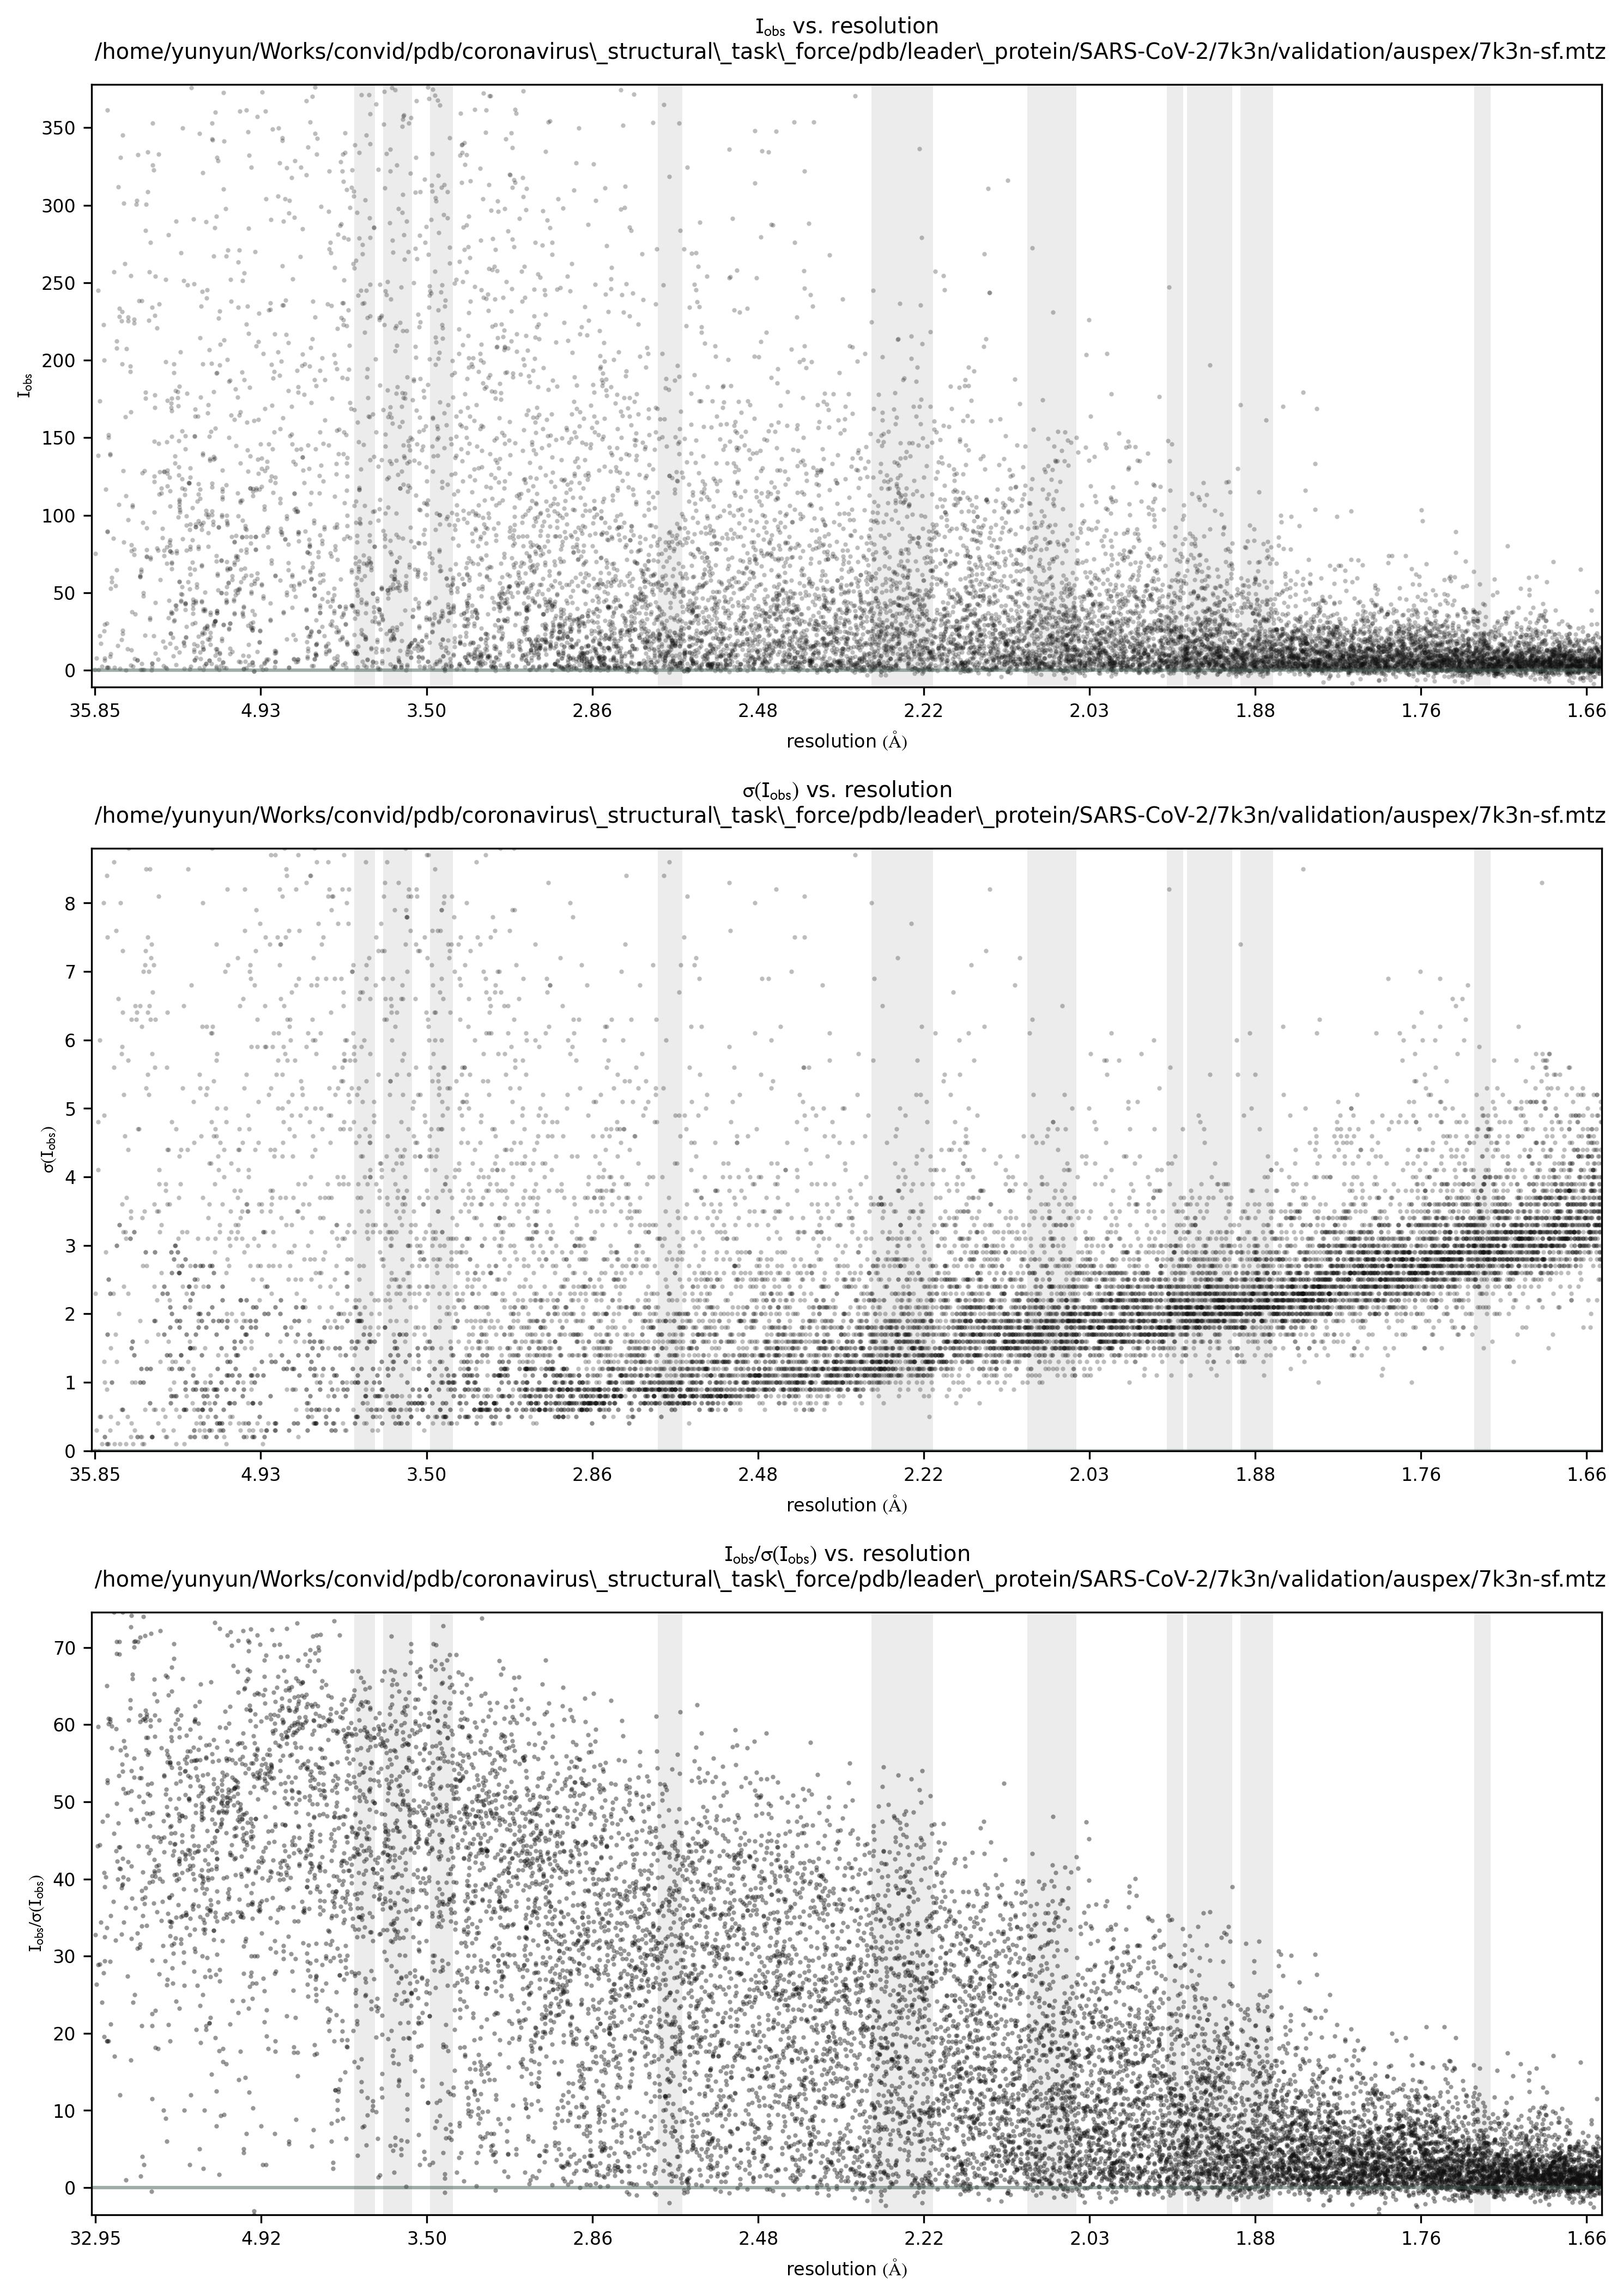 Iobs vs. resolution
/home/yunyun/Works/convid/pdb/coronavirus\_structural\_task\_force/pdb/leader\_protein/SARS-CoV-2/7k3n/validation/auspex/7k3n-sf.mtz
350
300
250
200
150
100
50
0
Iobs
35.85 4.93 3.50 2.86 2.48 2.22 2.03 1.88 1.76 1.66
resolution (Å)
σ(Iobs) vs. resolution
/home/yunyun/Works/convid/pdb/coronavirus\_structural\_task\_force/pdb/leader\_protein/SARS-CoV-2/7k3n/validation/auspex/7k3n-sf.mtz
8
7
6
5
4
3
2
1
0
σ(Iobs)
35.85 4.93 3.50 2.86 2.48 2.22 2.03 1.88 1.76 1.66
resolution (Å)
Iobs/σ(Iobs) vs. resolution
/home/yunyun/Works/convid/pdb/coronavirus\_structural\_task\_force/pdb/leader\_protein/SARS-CoV-2/7k3n/validation/auspex/7k3n-sf.mtz
70
60
50
40
30
20
10
0
Iobs/σ(Iobs)
32.95 4.92 3.50 2.86 2.48 2.22 2.03 1.88 1.76 1.66
resolution (Å)